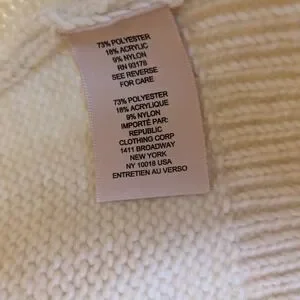 73% POLYESTER
18% ACRYLIC
9% NYLON
RN 93178
SEE REVERSE
FOR CARE
73% POLYESTER
18% ACRYLIQUE
9% NYLON
IMPORTÉ PAR:
REPUBLIC
CLOTHING CORP
1411 BROADWAY
NEW YORK
NY 10018 USA
ENTRETIEN AU VERSO